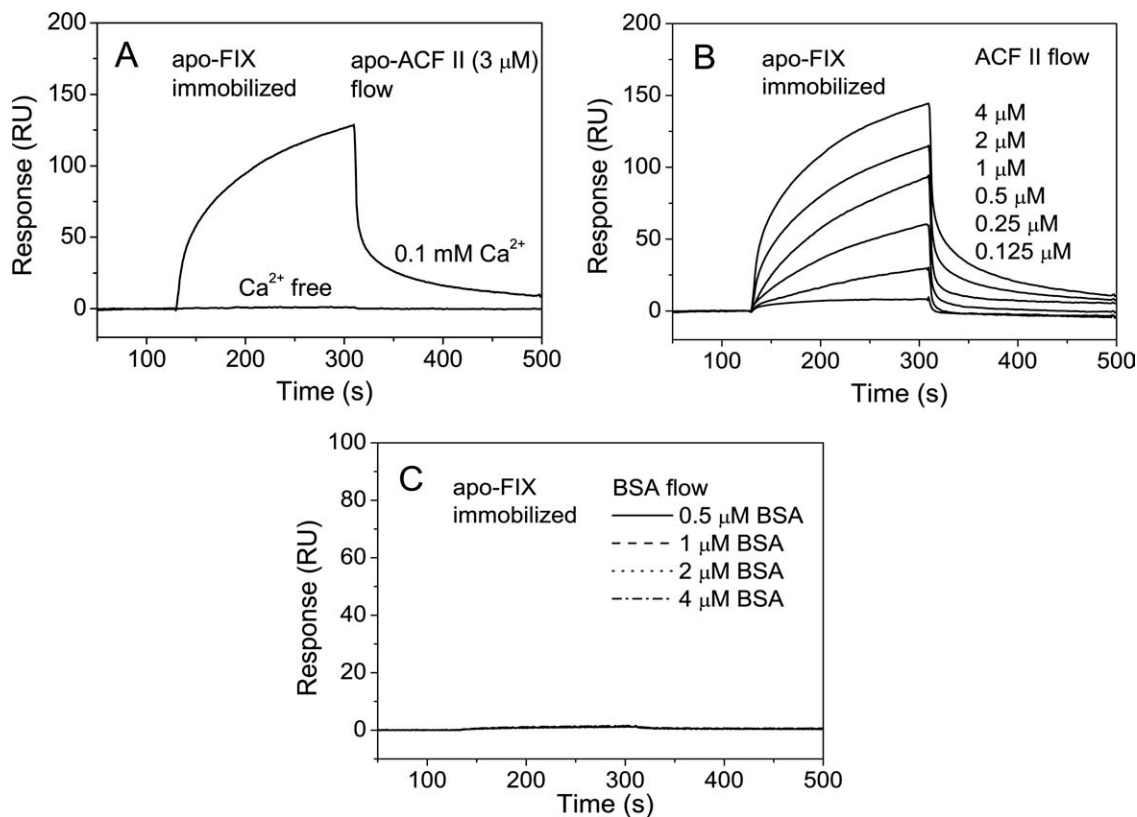 A
apo-FIX
immobilized
apo-ACF II (3 μM)
flow
0.1 mM Ca²⁺
Ca²⁺ free
200
150
100
50
0
Response (RU)
100 200 300 400 500
Time (s)
B
apo-FIX
immobilized
ACF II flow
4 μM
2 μM
1 μM
0.5 μM
0.25 μM
0.125 μM
200
150
100
50
0
Response (RU)
100 200 300 400 500
Time (s)
C
apo-FIX
immobilized
BSA flow
0.5 μM BSA
1 μM BSA
2 μM BSA
4 μM BSA
100
80
60
40
20
0
Response (RU)
100 200 300 400 500
Time (s)